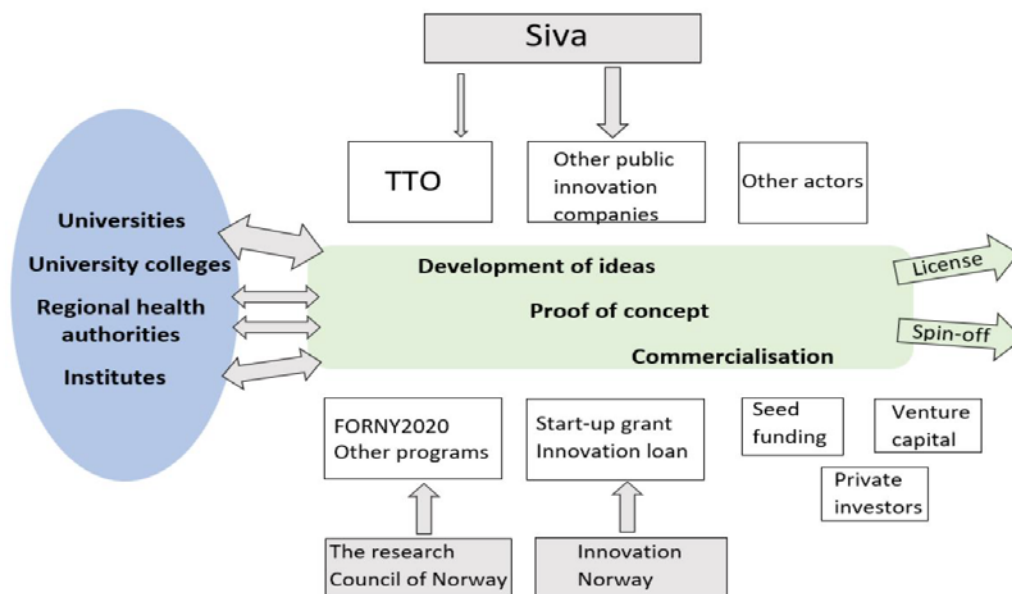 Siva
TTO
Other public
innovation
companies
Other actors
Universities
University colleges
Regional health
authorities
Institutes
Development of ideas
Proof of concept
Commercialisation
License
Spin-off
FORNY2020
Other programs
Start-up grant
Innovation loan
Seed
funding
Venture
capital
Private
investors
The research
Council of Norway
Innovation
Norway